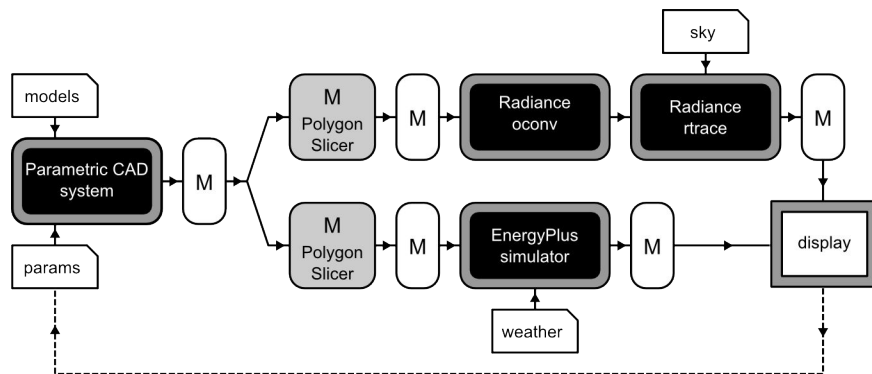 sky
models
M
Polygon
Slicer
M
Radiance
oconv
Radiance
rtrace
M
Parametric CAD
system
M
M
Polygon
Slicer
M
EnergyPlus
simulator
M
display
params
weather